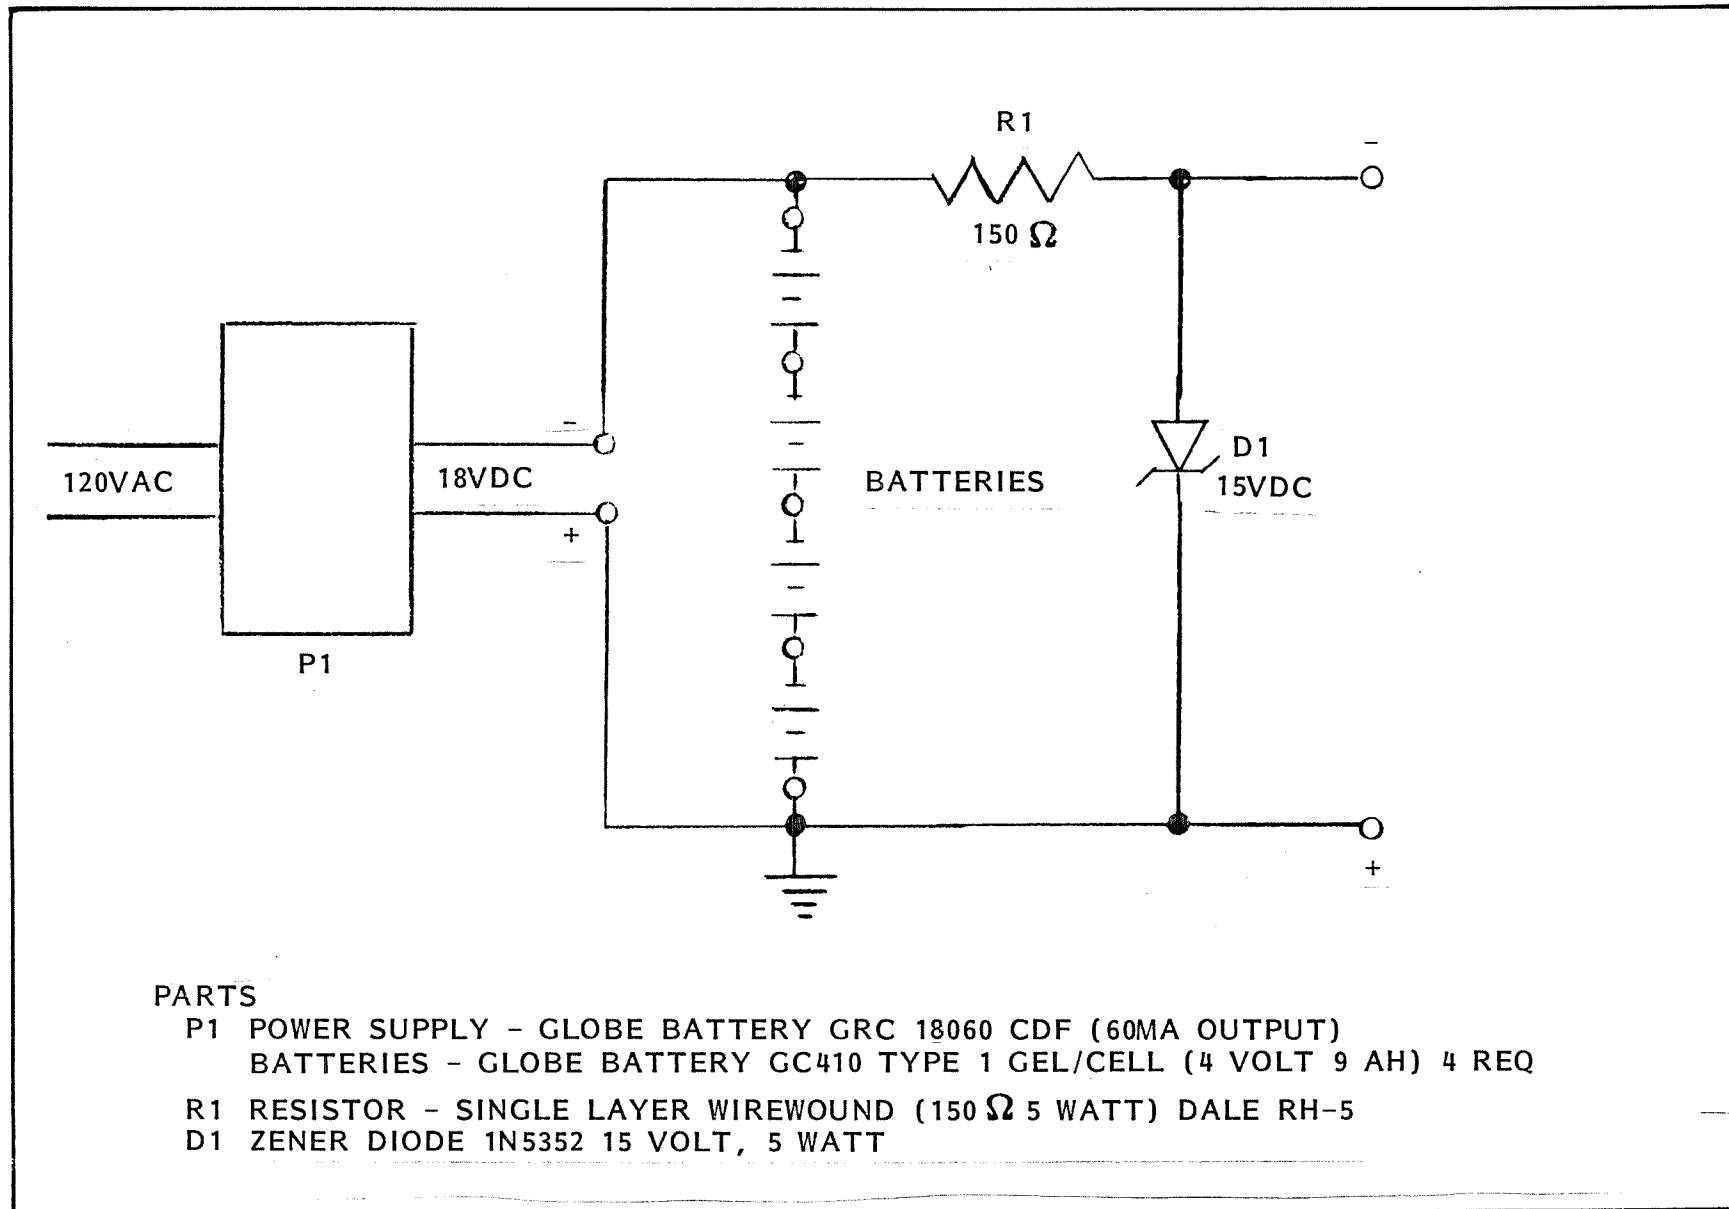 R1
-
150 Ω
-
120VAC
18VDC
+
P1
BATTERIES
D1
15VDC
+
PARTS
P1 POWER SUPPLY - GLOBE BATTERY GRC 18060 CDF (60MA OUTPUT)
BATTERIES - GLOBE BATTERY GC410 TYPE 1 GEL/CELL (4 VOLT 9 AH) 4 REQ
R1 RESISTOR - SINGLE LAYER WIREWOUND (150 Ω 5 WATT) DALE RH-5
D1 ZENER DIODE 1N5352 15 VOLT, 5 WATT